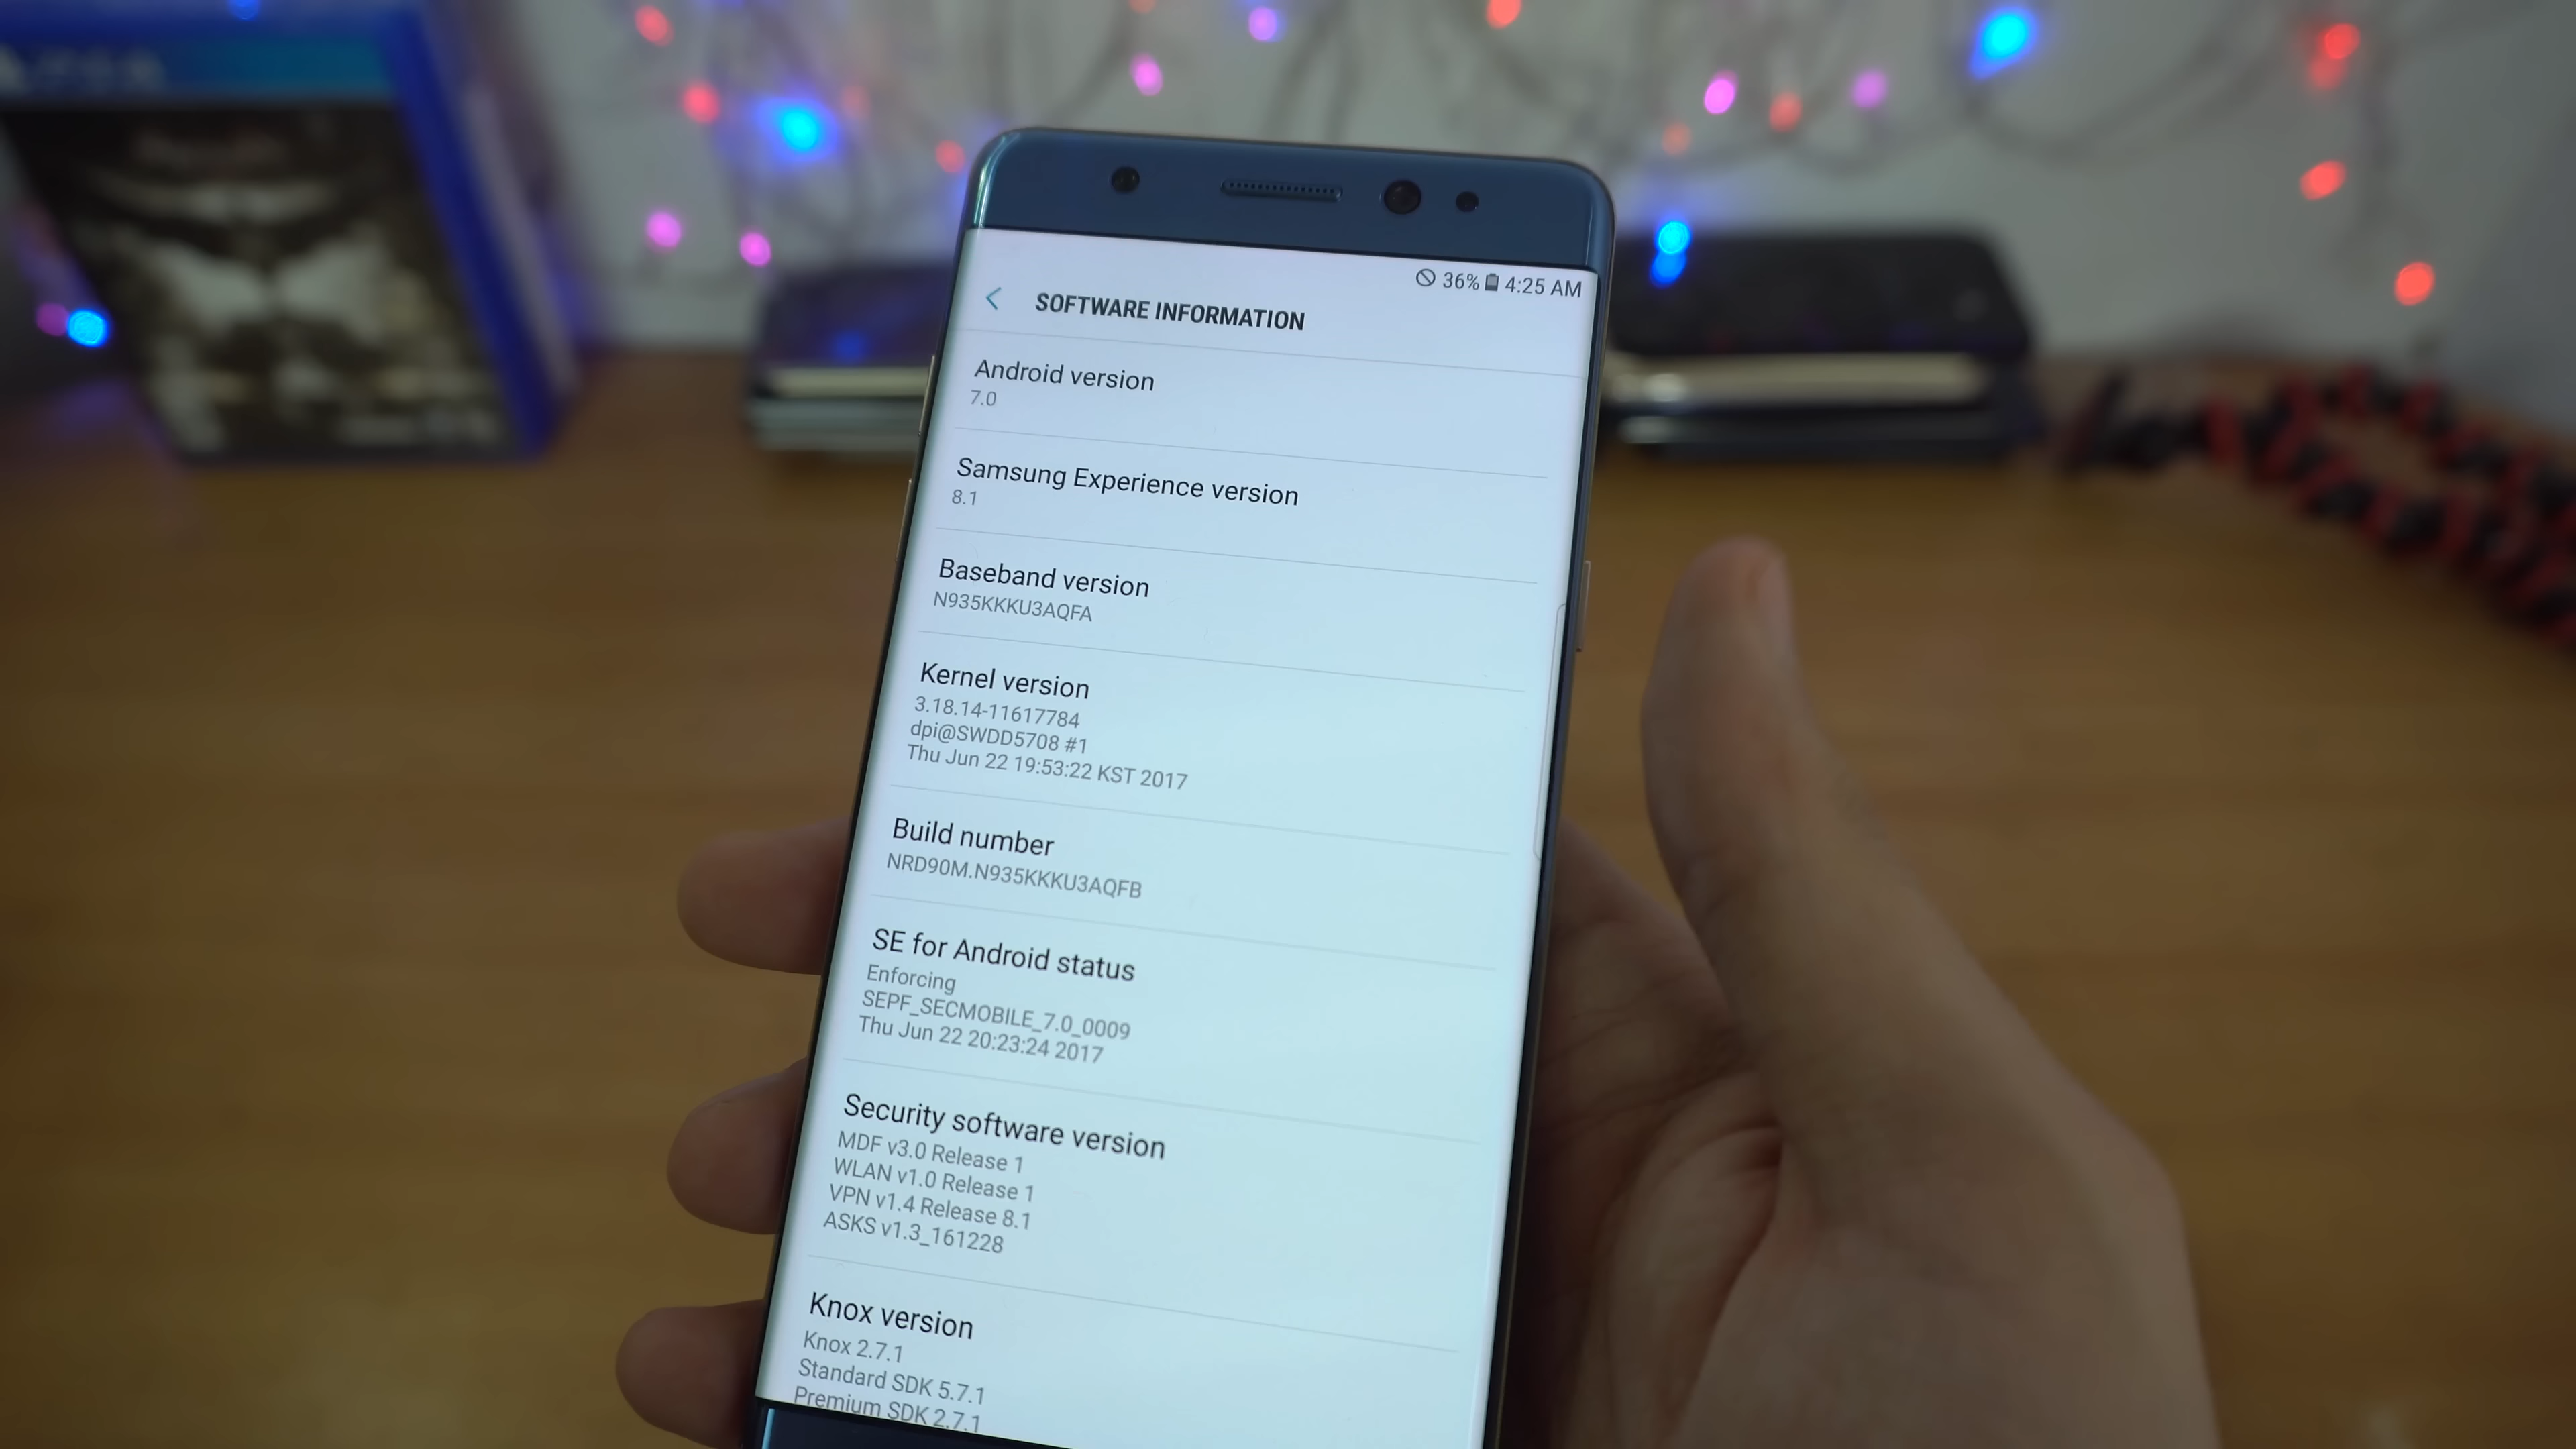 36% 4:25 AM
SOFTWARE INFORMATION
Android version
7.0
Samsung Experience version
8.1
Baseband version
N935KKKU3AQFA
Kernel version
3.18.14-11617784
dpi@SWDD5708 #1
Thu Jun 22 19:53:22 KST 2017
Build number
NRD90M.N935KKKU3AQFB
SE for Android status
Enforcing
SEPF_SECMOBILE_7.0_0009
Thu Jun 22 20:23:24 2017
Security software version
MDF v3.0 Release 1
WLAN v1.0 Release 1
VPN v1.4 Release 8.1
ASKS v1.3_161228
Knox version
Knox 2.7.1
Standard SDK 5.7.1
Premium SDK 2.7.1